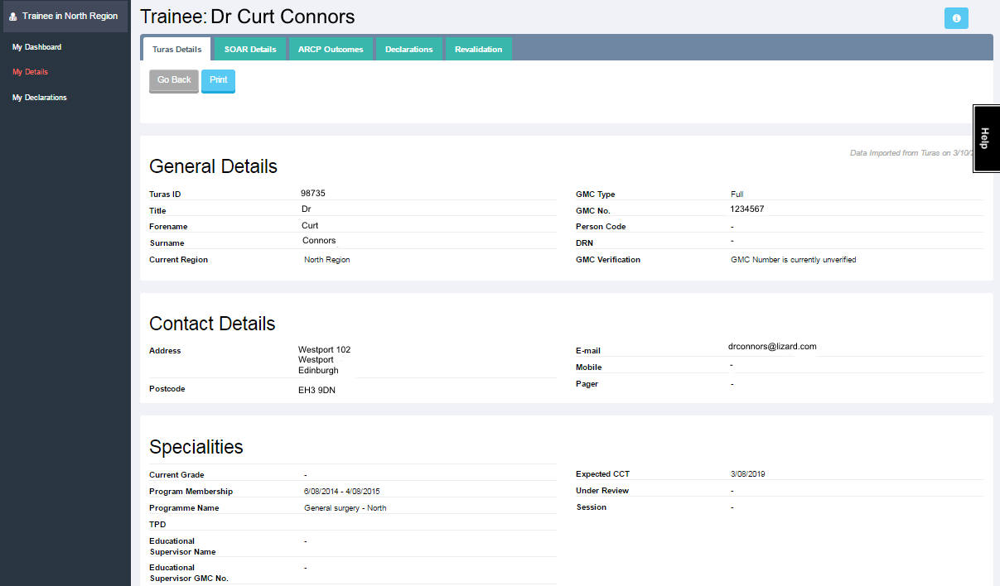 Trainee in North Region
My Dashboard
My Details
My Declarations
Trainee: Dr Curt Connors
Turas Details SOAR Details ARCP Outcomes Declarations Revalidation
Go Back Print
Help
Data Imported from Turas on 3/10/2
General Details
Turas ID 98735
Title Dr
Forename Curt
Surname Connors
Current Region North Region
GMC Type Full
GMC No. 1234567
Person Code -
DRN -
GMC Verification GMC Number is currently unverified
Contact Details
Address Westport 102
Westport
Edinburgh
Postcode EH3 9DN
E-mail drconnors@lizard.com
Mobile -
Pager -
Specialities
Current Grade -
Program Membership 6/08/2014 - 4/08/2015
Programme Name General surgery - North
TPD
Educational -
Supervisor Name
Educational -
Supervisor GMC No.
Expected CCT 3/08/2019
Under Review -
Session -